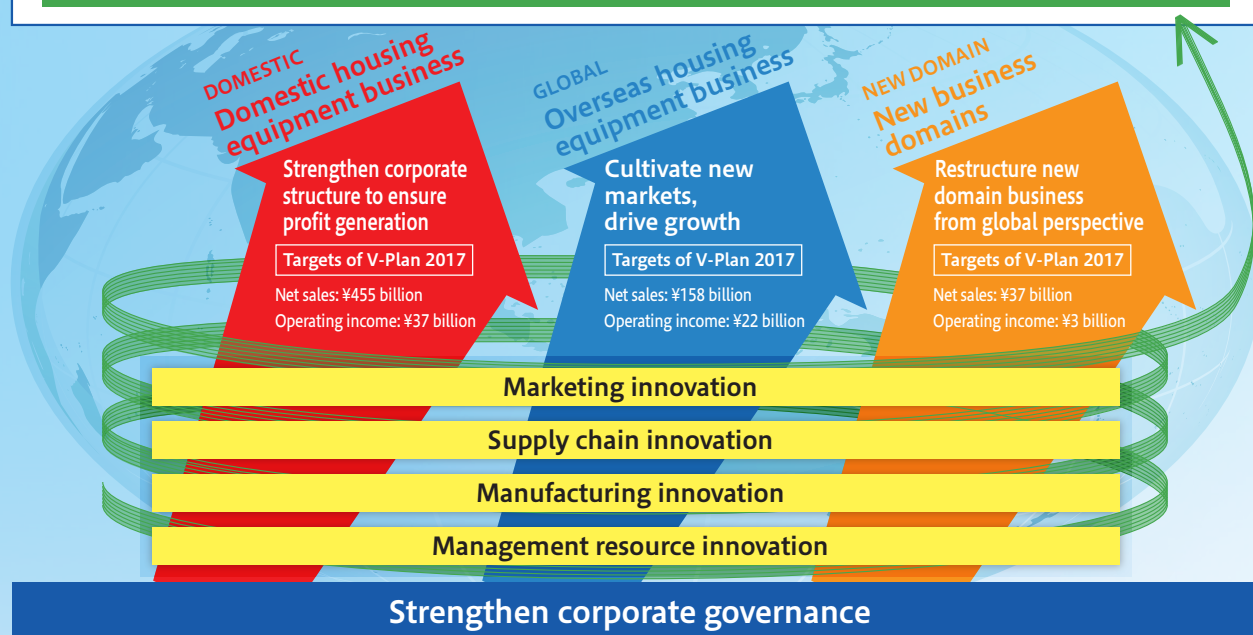 DOMESTIC
Domestic housing
equipment business
Strengthen corporate
structure to ensure
profit generation
Targets of V-Plan 2017
Net sales: ¥455 billion
Operating income: ¥37 billion
GLOBAL
Overseas housing
equipment business
Cultivate new
markets,
drive growth
Targets of V-Plan 2017
Net sales: ¥158 billion
Operating income: ¥22 billion
NEW DOMAIN
New business
domains
Restructure new
domain business
from global perspective
Targets of V-Plan 2017
Net sales: ¥37 billion
Operating income: ¥3 billion
Marketing innovation
Supply chain innovation
Manufacturing innovation
Management resource innovation
Strengthen corporate governance